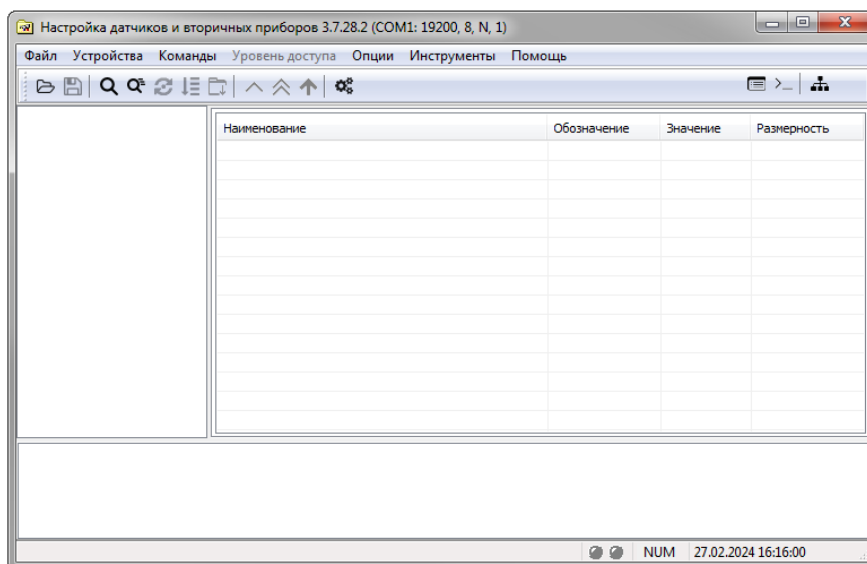 Настройка датчиков и вторичных приборов 3.7.28.2 (COM1: 19200, 8, N, 1)
Файл Устройства Команды Уровень доступа Опции Инструменты Помощь
Наименование Обозначение Значение Размерность
NUM 27.02.2024 16:16:00